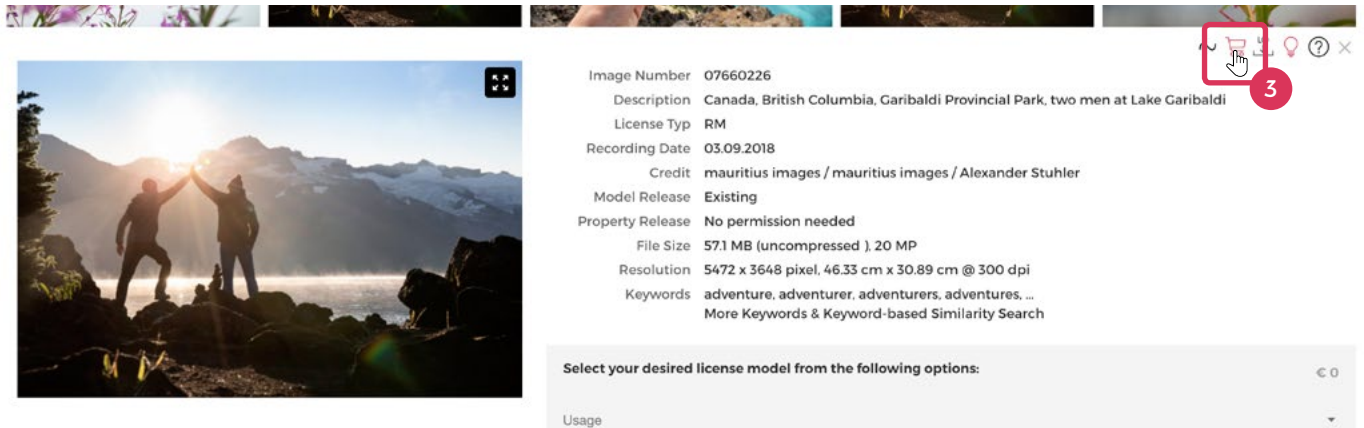 3
Image Number 07660226
Description Canada, British Columbia, Garibaldi Provincial Park, two men at Lake Garibaldi
License Typ RM
Recording Date 03.09.2018
Credit mauritius images / mauritius images / Alexander Stuhler
Model Release Existing
Property Release No permission needed
File Size 57.1 MB (uncompressed ), 20 MP
Resolution 5472 x 3648 pixel, 46.33 cm x 30.89 cm @ 300 dpi
Keywords adventure, adventurer, adventurers, adventures, ...
More Keywords & Keyword-based Similarity Search
Select your desired license model from the following options: € 0
Usage